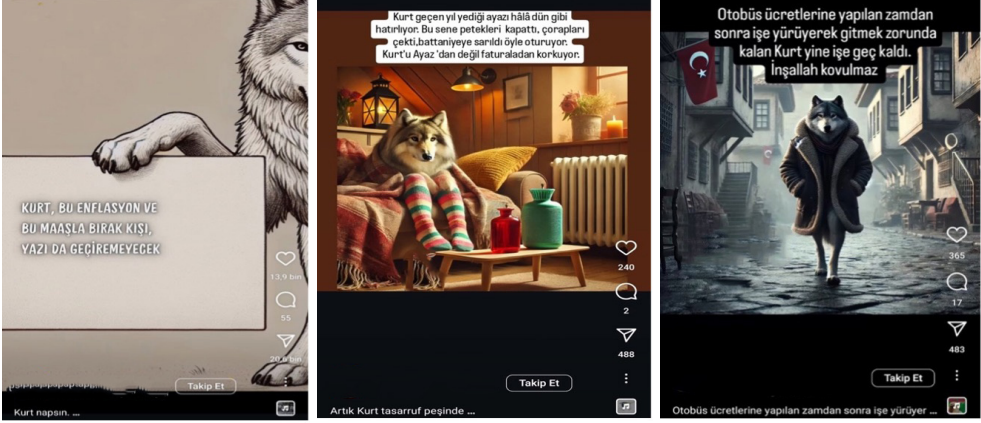 KURT, BU ENFLASYON VE
BU MAAŞLA BIRAK KIŞI,
YAZI DA GEÇİREMEYECEK
13,9 bin
55
20,6 bin
Takip Et
Kurt napsın. ...
Kurt geçen yıl yediği ayazı hâlâ dün gibi
hatırlıyor. Bu sene petekleri kapattı, çorapları
çekti,battaniyeye sarıldı öyle oturuyor.
Kurt'u Ayaz 'dan değil faturaladan korkuyor.
240
2
488
Takip Et
Artık Kurt tasarruf peşinde ...
Otobüs ücretlerine yapılan zamdan
sonra işe yürüyerek gitmek zorunda
kalan Kurt yine işe geç kaldı.
İnşallah kovulmaz
365
17
483
Takip Et
Otobüs ücretlerine yapılan zamdan sonra işe yürüyer ...